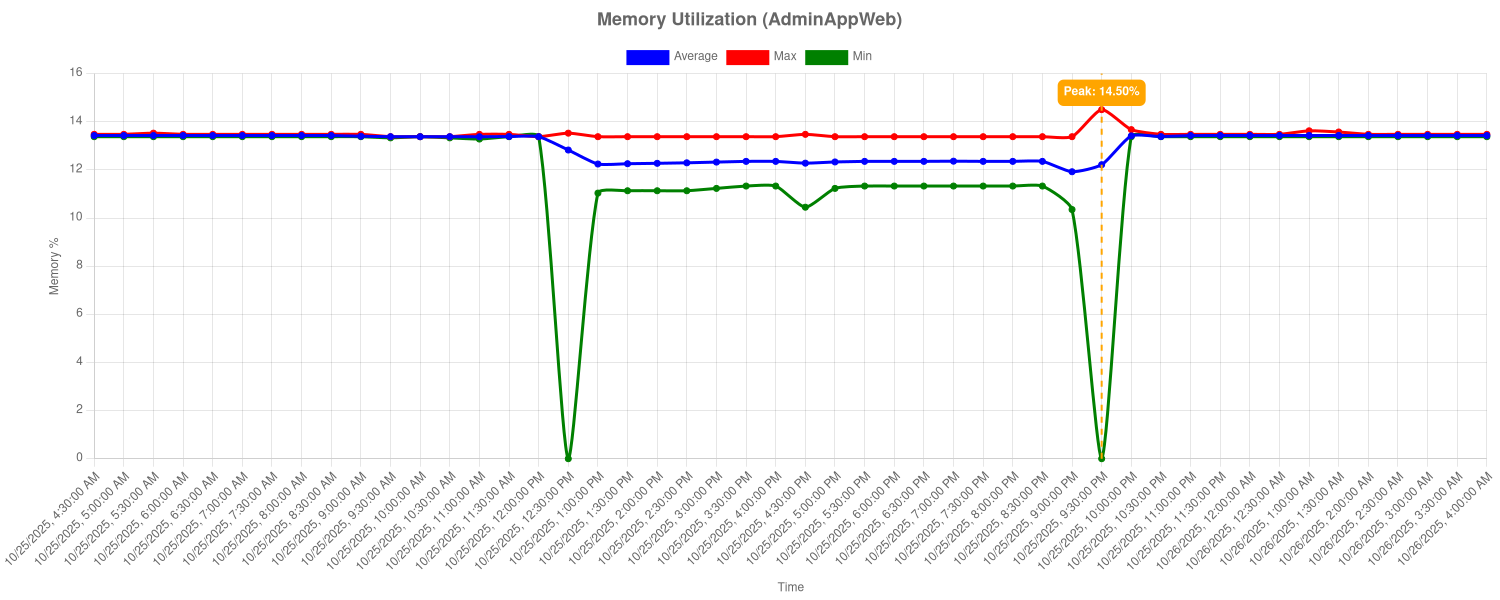 Memory Utilization (AdminAppWeb)
Average Max Min
Peak: 14.50%
16
14
12
10
8
6
4
2
0
Memory %
10/25/2025, 4:30:00 AM
10/25/2025, 5:00:00 AM
10/25/2025, 5:30:00 AM
10/25/2025, 6:00:00 AM
10/25/2025, 6:30:00 AM
10/25/2025, 7:00:00 AM
10/25/2025, 7:30:00 AM
10/25/2025, 8:00:00 AM
10/25/2025, 8:30:00 AM
10/25/2025, 9:00:00 AM
10/25/2025, 9:30:00 AM
10/25/2025, 10:00:00 AM
10/25/2025, 10:30:00 AM
10/25/2025, 11:00:00 AM
10/25/2025, 11:30:00 AM
10/25/2025, 12:00:00 PM
10/25/2025, 12:30:00 PM
10/25/2025, 1:00:00 PM
10/25/2025, 1:30:00 PM
10/25/2025, 2:00:00 PM
10/25/2025, 2:30:00 PM
10/25/2025, 3:00:00 PM
10/25/2025, 3:30:00 PM
10/25/2025, 4:00:00 PM
10/25/2025, 4:30:00 PM
10/25/2025, 5:00:00 PM
10/25/2025, 5:30:00 PM
10/25/2025, 6:00:00 PM
10/25/2025, 6:30:00 PM
10/25/2025, 7:00:00 PM
10/25/2025, 7:30:00 PM
10/25/2025, 8:00:00 PM
10/25/2025, 8:30:00 PM
10/25/2025, 9:00:00 PM
10/25/2025, 9:30:00 PM
10/25/2025, 10:00:00 PM
10/25/2025, 10:30:00 PM
10/25/2025, 11:00:00 PM
10/25/2025, 11:30:00 PM
10/26/2025, 12:00:00 AM
10/26/2025, 12:30:00 AM
10/26/2025, 1:00:00 AM
10/26/2025, 1:30:00 AM
10/26/2025, 2:00:00 AM
10/26/2025, 2:30:00 AM
10/26/2025, 3:00:00 AM
10/26/2025, 3:30:00 AM
10/26/2025, 4:00:00 AM
Time